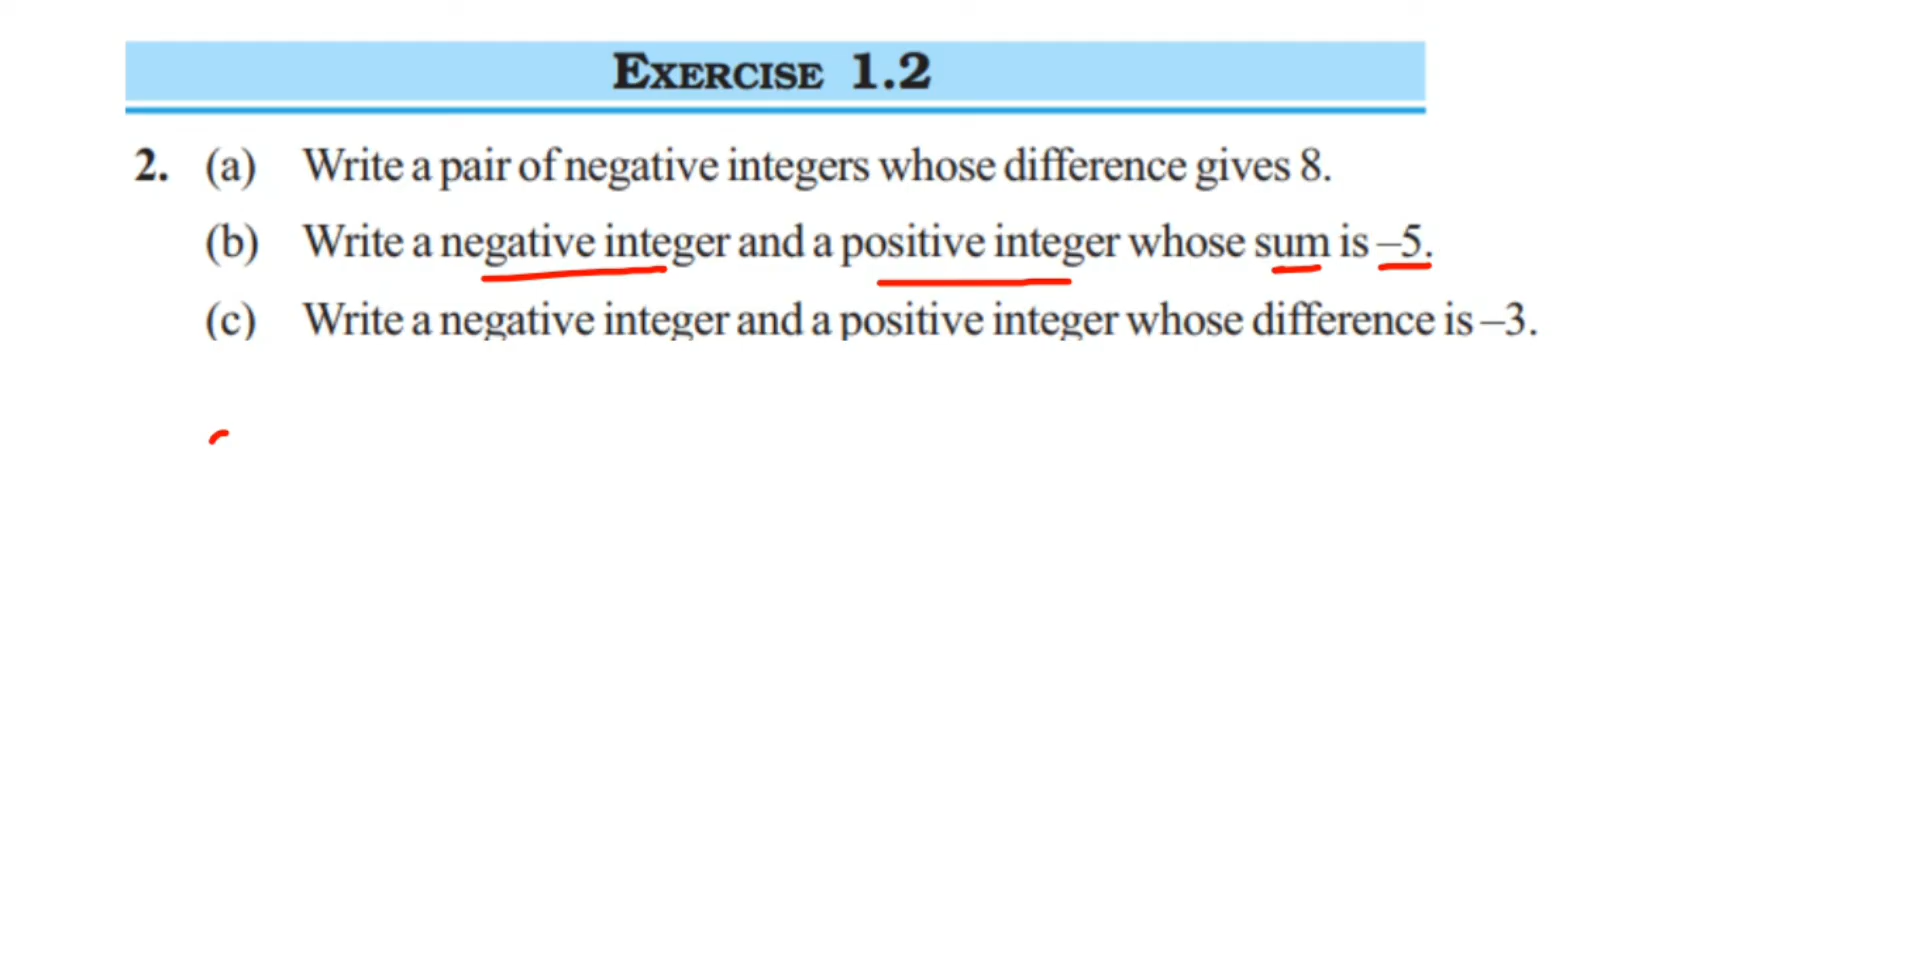 EXERCISE 1.2
2. (a) Write a pair of negative integers whose difference gives 8.
(b) Write a negative integer and a positive integer whose sum is –5.
(c) Write a negative integer and a positive integer whose difference is –3.